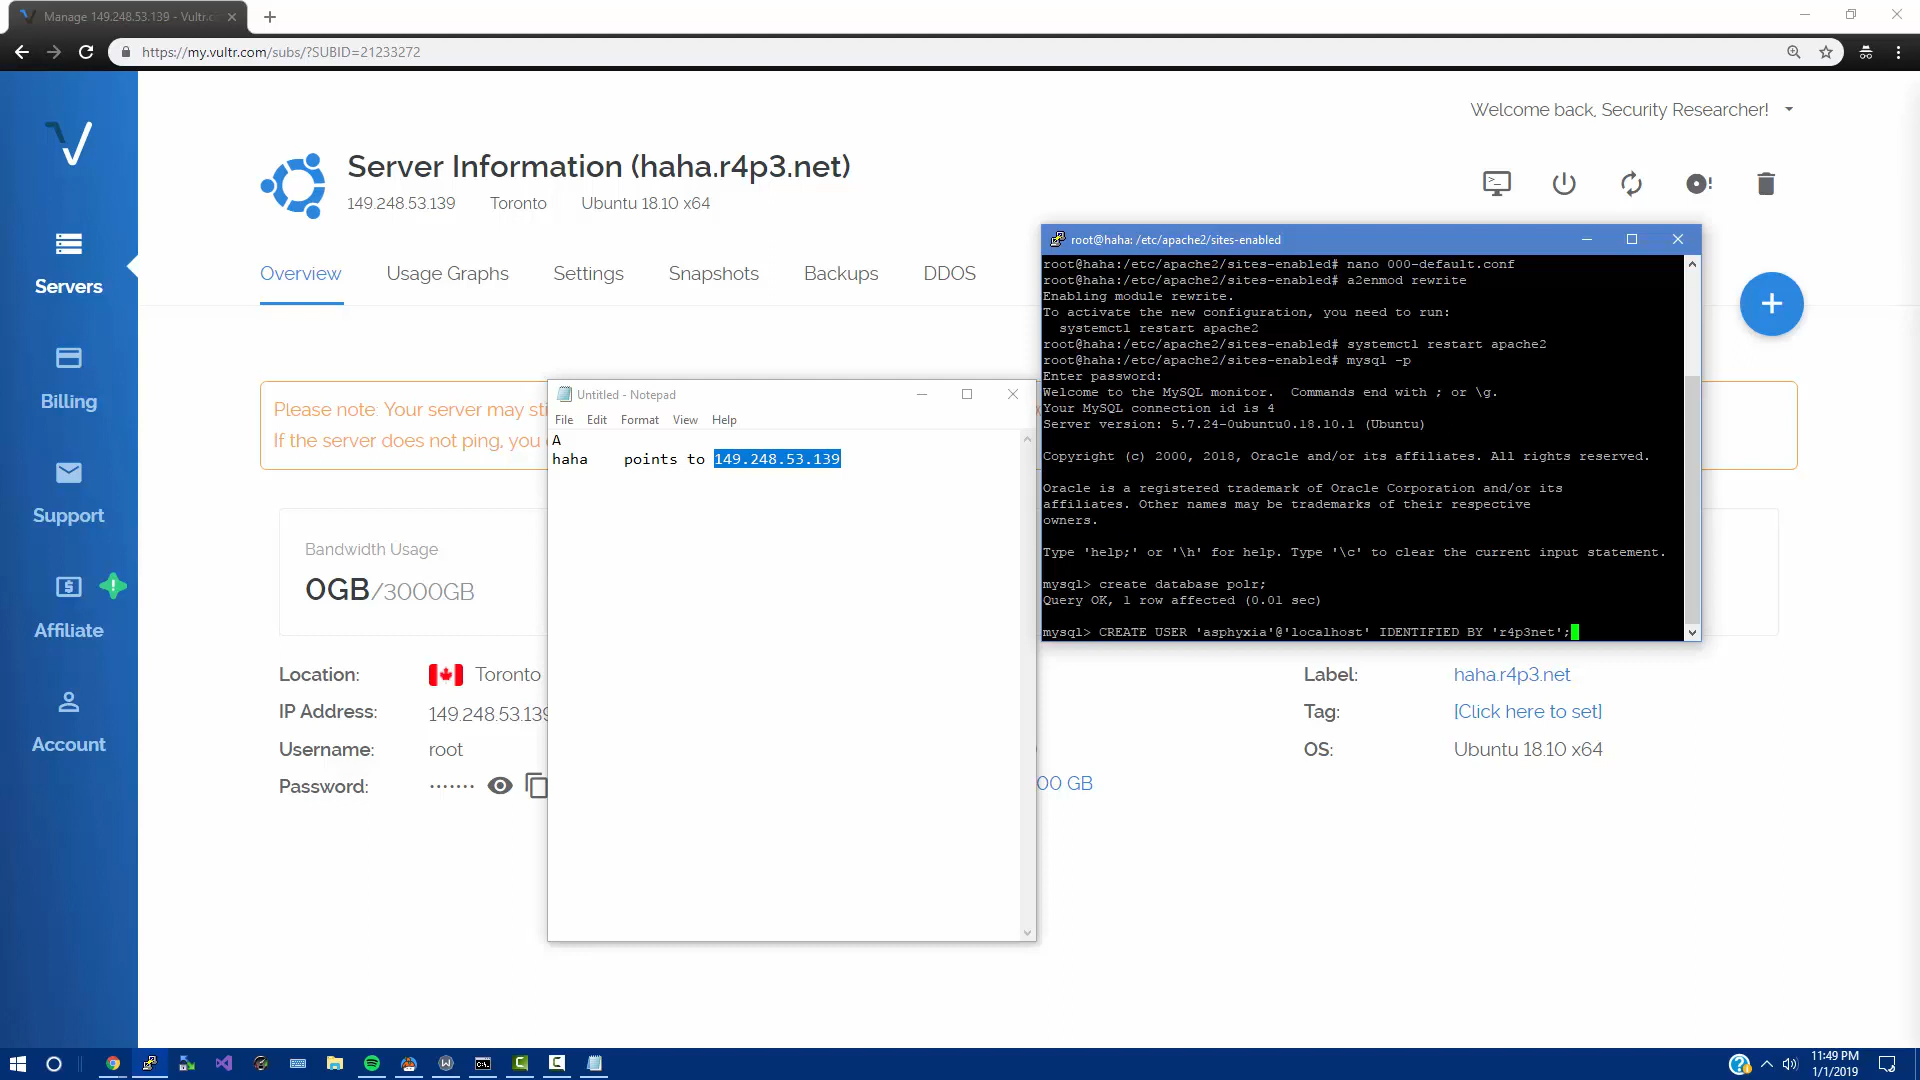 Manage 149.248.53.139 - Vultr.c
https://my.vultr.com/subs/?SUBID=21233272
Welcome back, Security Researcher!
Server Information (haha.r4p3.net)
149.248.53.139 Toronto Ubuntu 18.10 x64
Overview Usage Graphs Settings Snapshots Backups DDOS
Servers
Billing
Support
Affiliate
Account
Please note: Your server may sti
If the server does not ping, you
Bandwidth Usage
0GB/3000GB
Location: Toronto
IP Address: 149.248.53.139
Username: root
Password: ·······
00 GB
Label: haha.r4p3.net
Tag: [Click here to set]
OS: Ubuntu 18.10 x64
Untitled - Notepad
File Edit Format View Help
A
haha points to 149.248.53.139
root@haha: /etc/apache2/sites-enabled
root@haha:/etc/apache2/sites-enabled# nano 000-default.conf
root@haha:/etc/apache2/sites-enabled# a2enmod rewrite
Enabling module rewrite.
To activate the new configuration, you need to run:
systemctl restart apache2
root@haha:/etc/apache2/sites-enabled# systemctl restart apache2
root@haha:/etc/apache2/sites-enabled# mysql -p
Enter password:
Welcome to the MySQL monitor.  Commands end with ; or \g.
Your MySQL connection id is 4
Server version: 5.7.24-0ubuntu0.18.10.1 (Ubuntu)
Copyright (c) 2000, 2018, Oracle and/or its affiliates. All rights reserved.
Oracle is a registered trademark of Oracle Corporation and/or its
affiliates. Other names may be trademarks of their respective
owners.
Type 'help;' or '\h' for help. Type '\c' to clear the current input statement.
mysql> create database polr;
Query OK, 1 row affected (0.01 sec)
mysql> CREATE USER 'asphyxia'@'localhost' IDENTIFIED BY 'r4p3net';
11:49 PM
1/1/2019